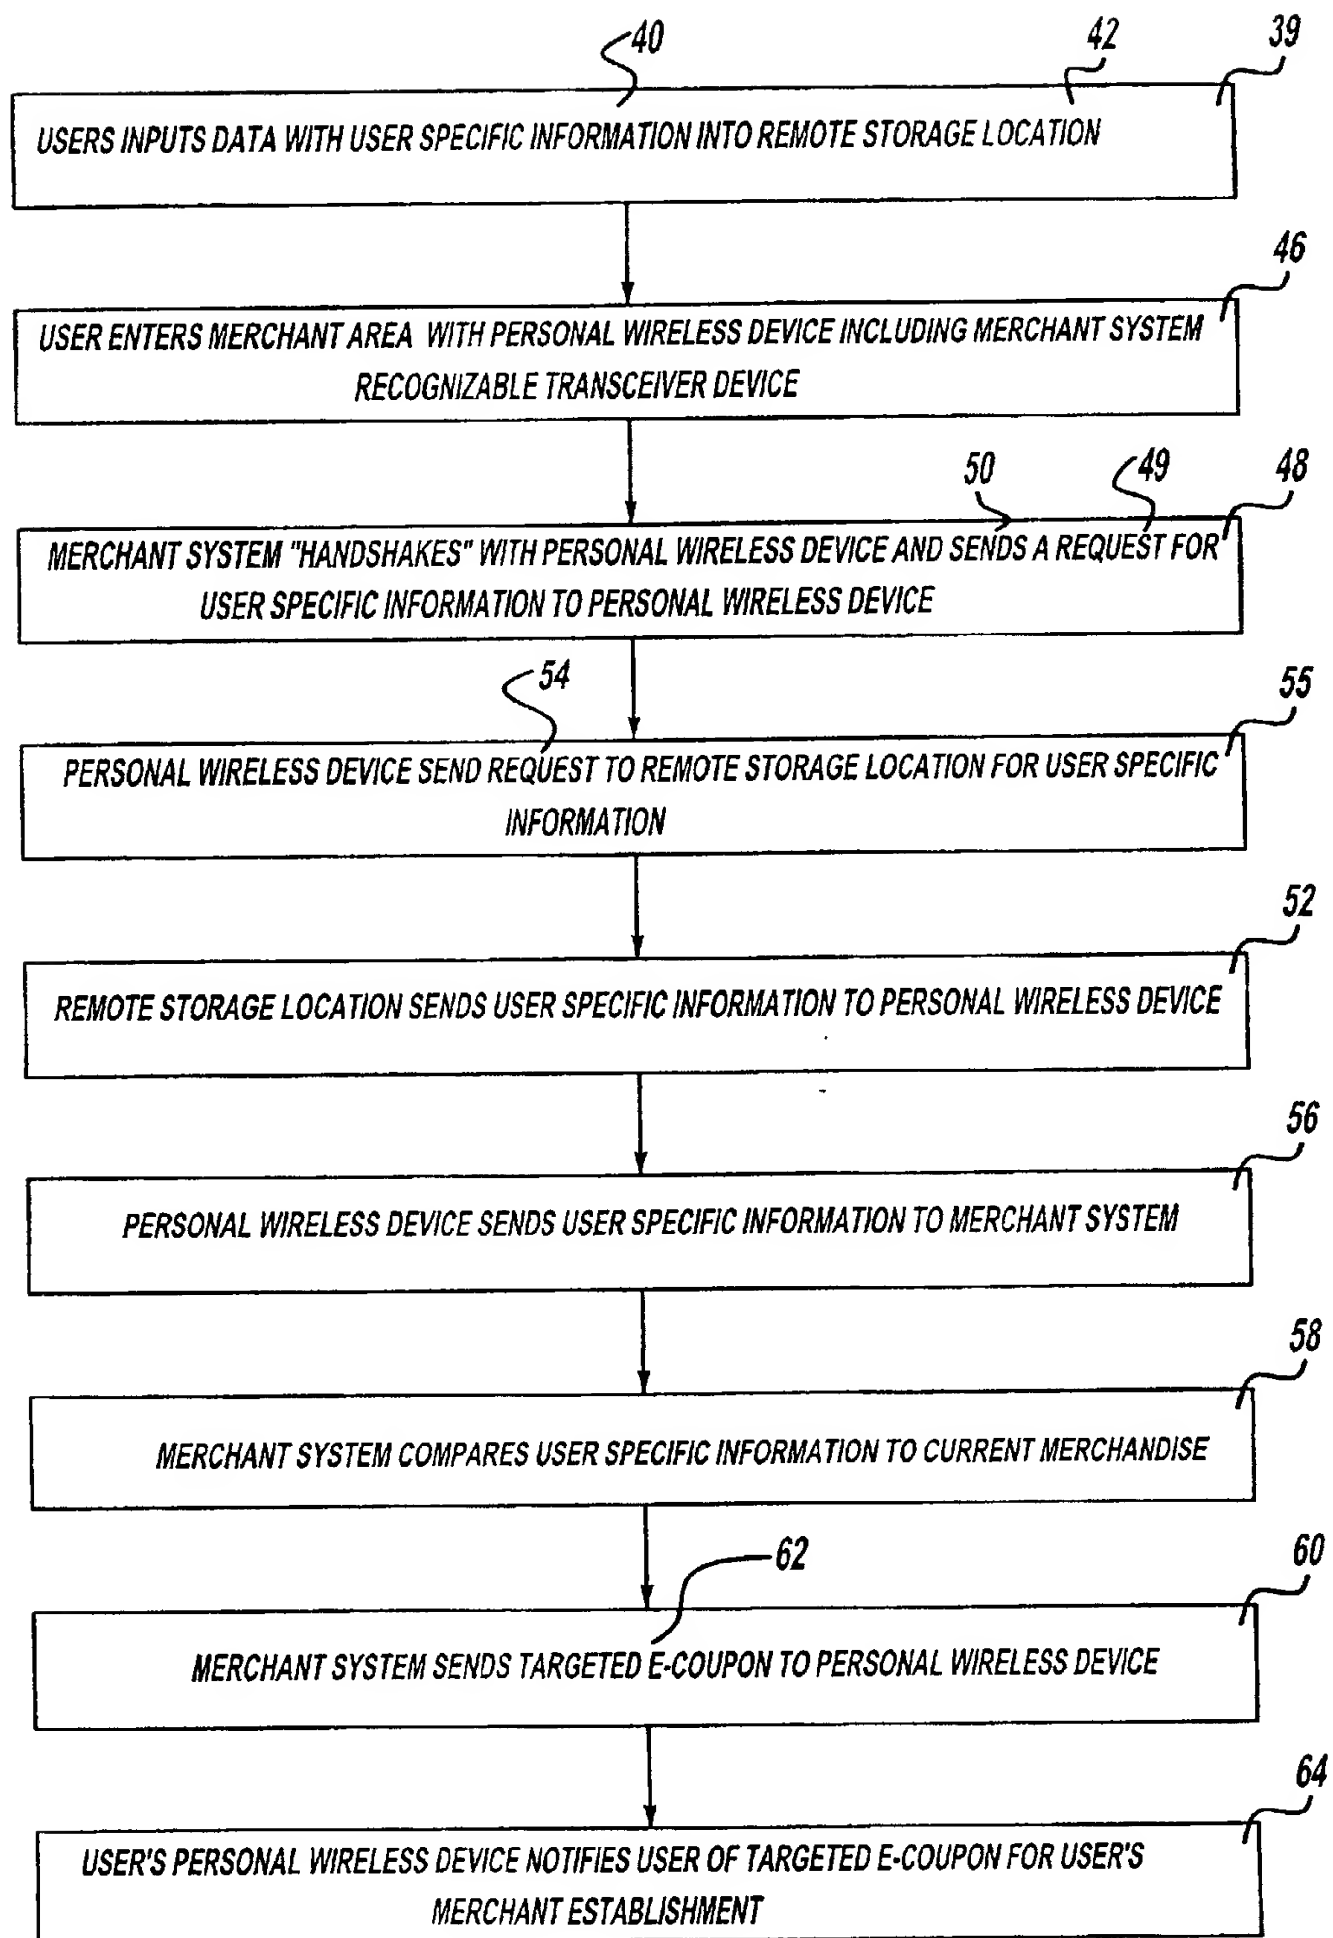 40 42 39
USERS INPUTS DATA WITH USER SPECIFIC INFORMATION INTO REMOTE STORAGE LOCATION
46
USER ENTERS MERCHANT AREA WITH PERSONAL WIRELESS DEVICE INCLUDING MERCHANT SYSTEM
RECOGNIZABLE TRANSCEIVER DEVICE
50 49 48
MERCHANT SYSTEM "HANDSHAKES" WITH PERSONAL WIRELESS DEVICE AND SENDS A REQUEST FOR
USER SPECIFIC INFORMATION TO PERSONAL WIRELESS DEVICE
54 55
PERSONAL WIRELESS DEVICE SEND REQUEST TO REMOTE STORAGE LOCATION FOR USER SPECIFIC
INFORMATION
52
REMOTE STORAGE LOCATION SENDS USER SPECIFIC INFORMATION TO PERSONAL WIRELESS DEVICE
56
PERSONAL WIRELESS DEVICE SENDS USER SPECIFIC INFORMATION TO MERCHANT SYSTEM
58
MERCHANT SYSTEM COMPARES USER SPECIFIC INFORMATION TO CURRENT MERCHANDISE
62 60
MERCHANT SYSTEM SENDS TARGETED E-COUPON TO PERSONAL WIRELESS DEVICE
64
USER'S PERSONAL WIRELESS DEVICE NOTIFIES USER OF TARGETED E-COUPON FOR USER'S
MERCHANT ESTABLISHMENT